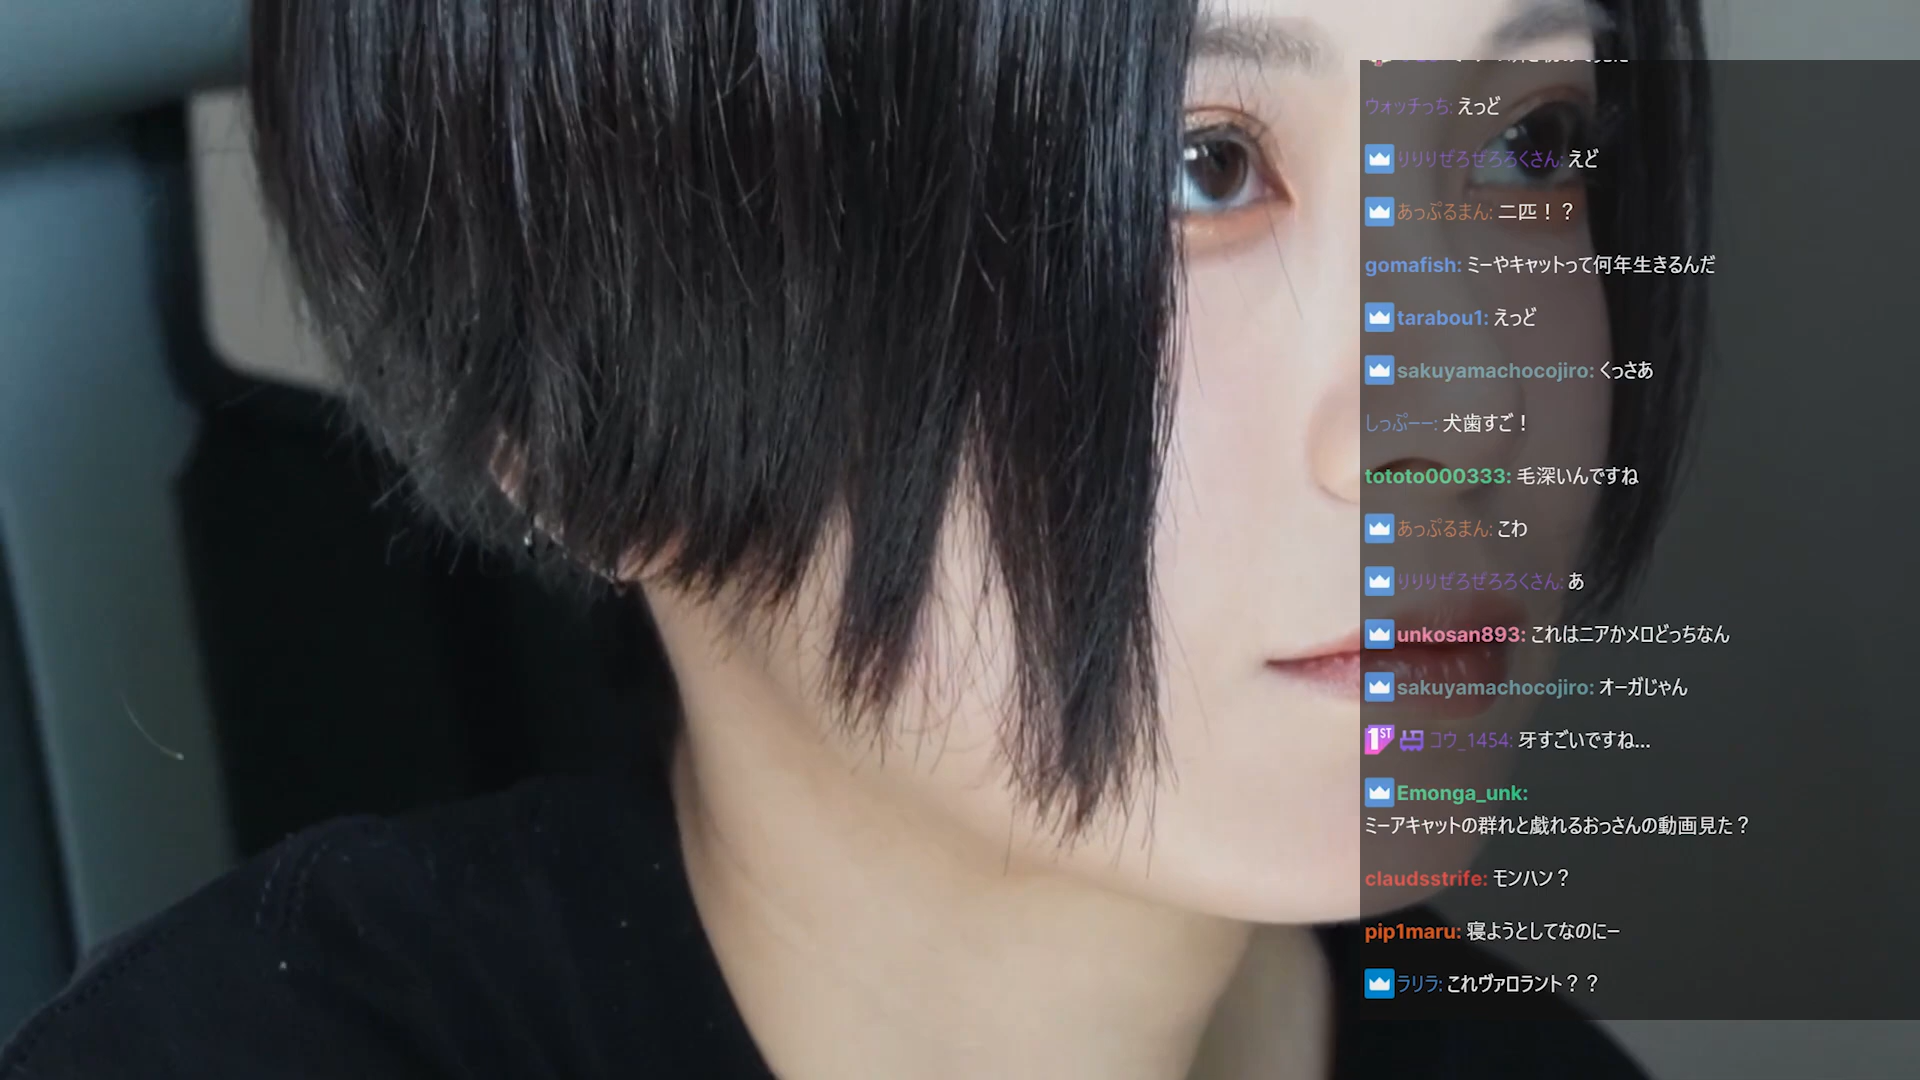 ウォッチっち: えっど
りりりぜろぜろろくさん: えど
あっぷるまん: 二匹！？
gomafish: ミーやキャットって何年生きるんだ
tarabou1: えっど
sakuyamachocojiro: くっさあ
しっぷーー: 犬歯すご！
tototo000333: 毛深いんですね
あっぷるまん: こわ
りりりぜろぜろろくさん: あ
unkosan893: これはニアかメロどっちなん
sakuyamachocojiro: オーガじゃん
1ST コウ_1454: 牙すごいですね...
Emonga_unk:
ミーアキャットの群れと戯れるおっさんの動画見た？
claudsstrife: モンハン？
pip1maru: 寝ようとしてなのにー
ラリラ: これヴァロラント？？